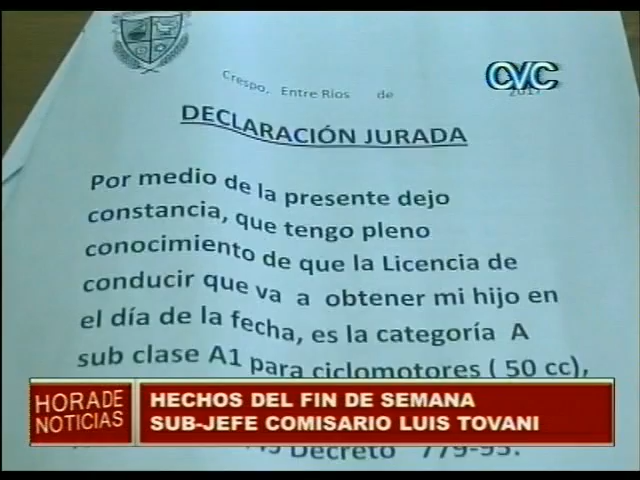 Crespo, Entre Rios de
2017
CVC
DECLARACIÓN JURADA
Por medio de la presente dejo
constancia, que tengo pleno
conocimiento de que la Licencia de
conducir que va a obtener mi hijo en
el día de la fecha, es la categoría A
sub clase A1 para ciclomotores ( 50 cc),
HORA DE
NOTICIAS
HECHOS DEL FIN DE SEMANA
SUB-JEFE COMISARIO LUIS TOVANI
Decreto 779-95.